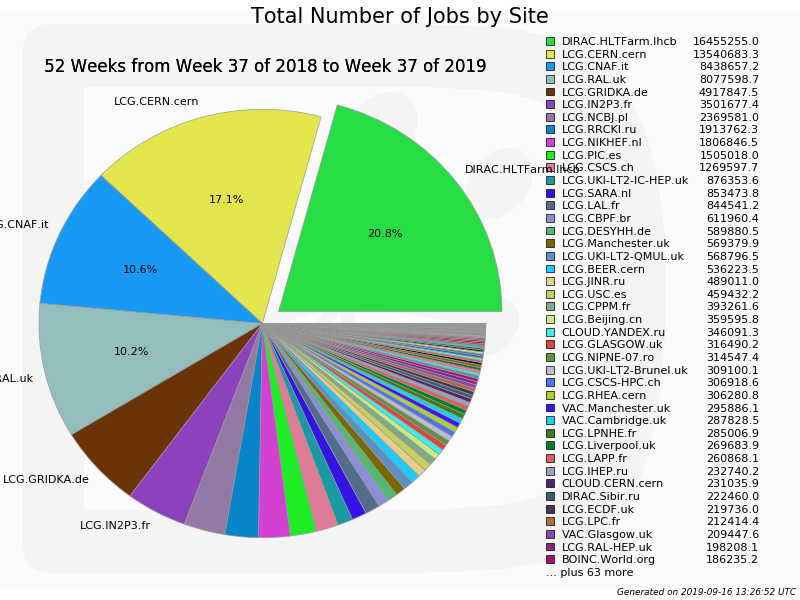 Total Number of Jobs by Site
52 Weeks from Week 37 of 2018 to Week 37 of 2019
LCG.CERN.cern
DIRAC.HLTFarm.lhcb
G.CNAF.it
RAL.uk
LCG.GRIDKA.de
LCG.IN2P3.fr
17.1%
20.8%
10.6%
10.2%
DIRAC.HLTFarm.lhcb 16455255.0
LCG.CERN.cern 13540683.3
LCG.CNAF.it 8438657.2
LCG.RAL.uk 8077598.7
LCG.GRIDKA.de 4917847.5
LCG.IN2P3.fr 3501677.4
LCG.NCBJ.pl 2369581.0
LCG.RRCKI.ru 1913762.3
LCG.NIKHEF.nl 1806846.5
LCG.PIC.es 1505018.0
LCG.CSCS.ch 1269597.7
LCG.UKI-LT2-IC-HEP.uk 876353.6
LCG.SARA.nl 853473.8
LCG.LAL.fr 844541.2
LCG.CBPF.br 611960.4
LCG.DESYHH.de 589880.5
LCG.Manchester.uk 569379.9
LCG.UKI-LT2-QMUL.uk 568796.5
LCG.BEER.cern 536223.5
LCG.JINR.ru 489011.0
LCG.USC.es 459432.2
LCG.CPPM.fr 393261.6
LCG.Beijing.cn 359595.8
CLOUD.YANDEX.ru 346091.3
LCG.GLASGOW.uk 316490.2
LCG.NIPNE-07.ro 314547.4
LCG.UKI-LT2-Brunel.uk 309100.1
LCG.CSCS-HPC.ch 306918.6
LCG.RHEA.cern 306280.8
VAC.Manchester.uk 295886.1
VAC.Cambridge.uk 287828.5
LCG.LPNHE.fr 285006.9
LCG.Liverpool.uk 269683.9
LCG.LAPP.fr 260868.1
LCG.IHEP.ru 232740.2
CLOUD.CERN.cern 231035.9
DIRAC.Sibir.ru 222460.0
LCG.ECDF.uk 219736.0
LCG.LPC.fr 212414.4
VAC.Glasgow.uk 209447.6
LCG.RAL-HEP.uk 198208.1
BOINC.World.org 186235.2
... plus 63 more
Generated on 2019-09-16 13:26:52 UTC